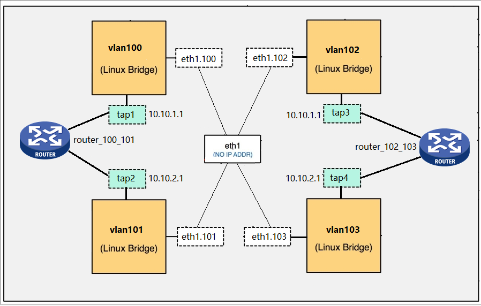 vlan100
(Linux Bridge)
eth1.100
eth1.102
vlan102
(Linux Bridge)
tap1
10.10.1.1
10.10.1.1
tap3
ROUTER
router_100_101
eth1
(NO IP ADDR)
router_102_103
ROUTER
tap2
10.10.2.1
10.10.2.1
tap4
vlan101
(Linux Bridge)
eth1.101
eth1.103
vlan103
(Linux Bridge)